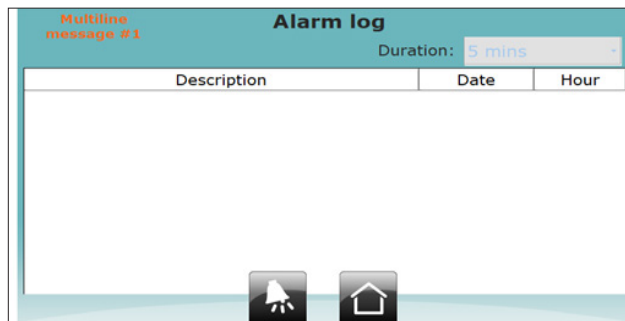 Multiline
message #1
Alarm log
Duration: 5 mins
Description Date Hour